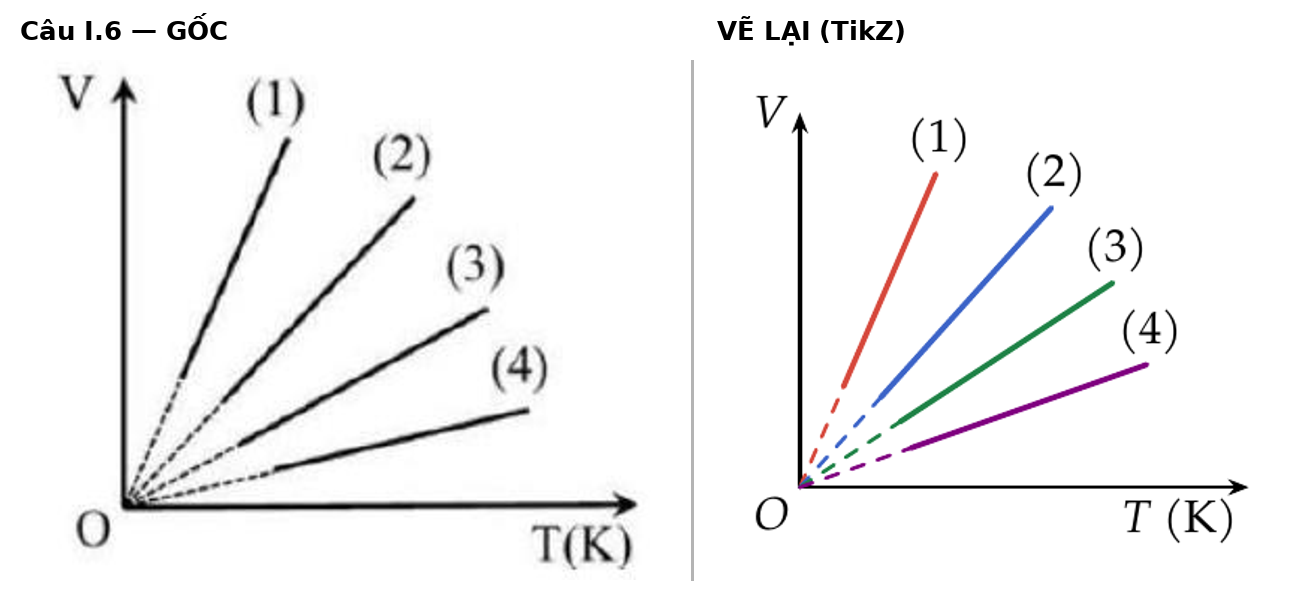 Câu I.6 — GỐC
V
(1)
(2)
(3)
(4)
O
T(K)
VẼ LẠI (TikZ)
V
(1)
(2)
(3)
(4)
O
T (K)